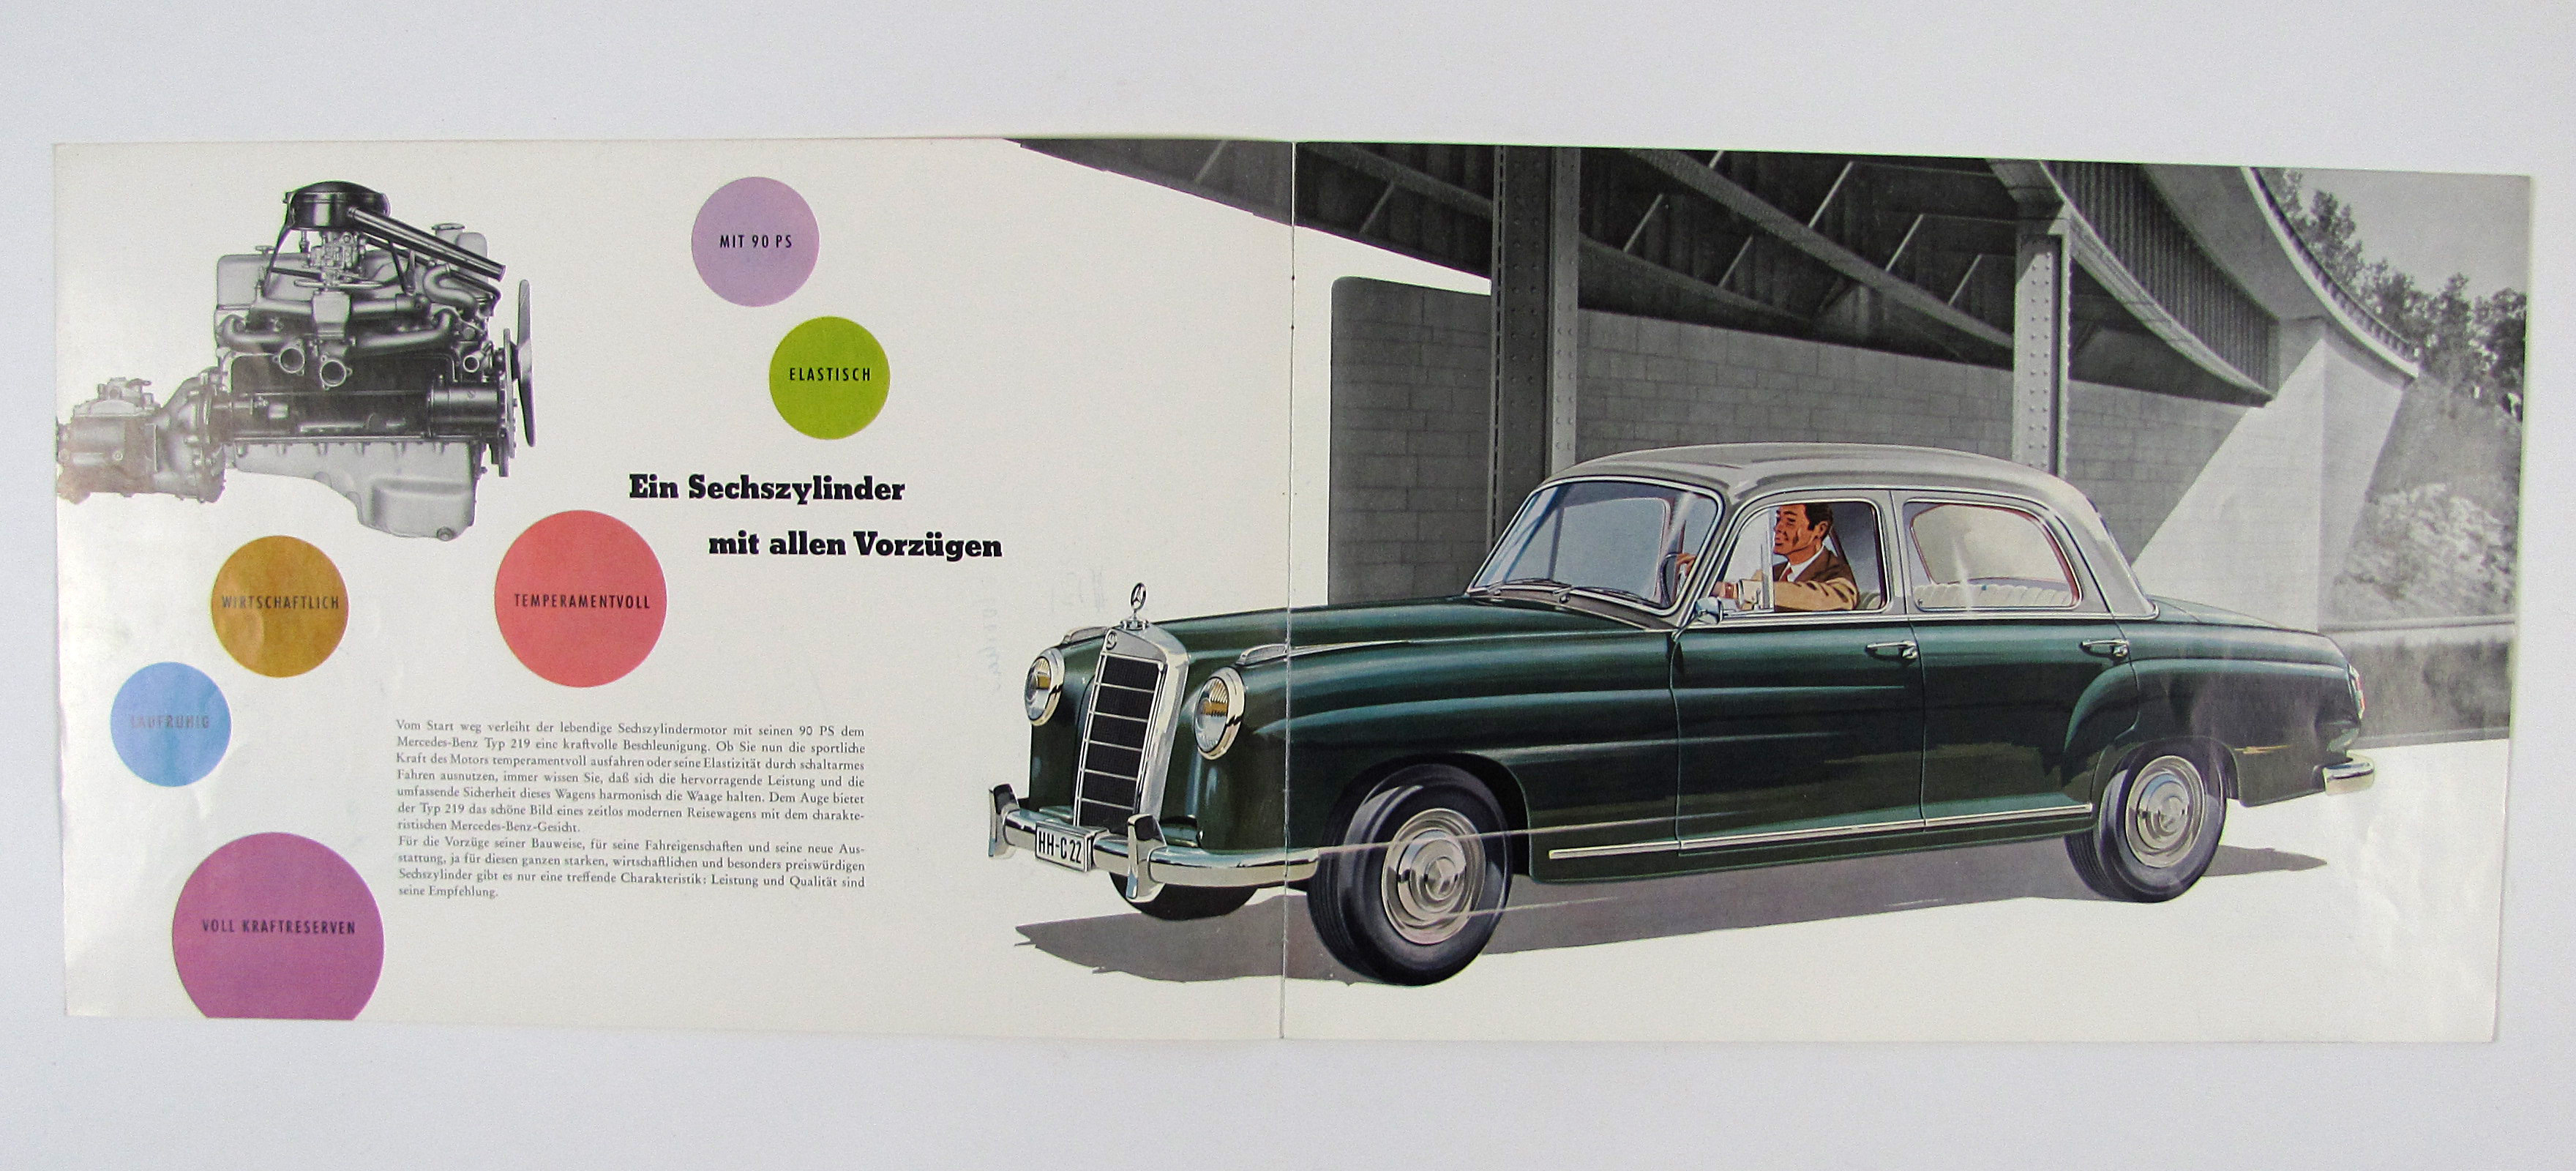 MIT 90 PS
ELASTISCH
Ein Sechszylinder
mit allen Vorzügen
WIRTSCHAFTLICH
TEMPERAMENTVOLL
LAUFRUHIG
Vom Start weg verleiht der lebendige Sechszylindermotor mit seinen 90 PS dem
Mercedes-Benz Typ 219 eine kraftvolle Beschleunigung. Ob Sie nun die sportliche
Kraft des Motors temperamentvoll ausfahren oder seine Elastizität durch schaltarmes
Fahren ausnutzen, immer wissen Sie, daß sich die hervorragende Leistung und die
umfassende Sicherheit dieses Wagens harmonisch die Waage halten. Dem Auge bietet
der Typ 219 das schöne Bild eines zeitlos modernen Reisewagens mit dem charakte-
ristischen Mercedes-Benz-Gesicht.
Für die Vorzüge seiner Bauweise, für seine Fahreigenschaften und seine neue Aus-
stattung, ja für diesen ganzen starken, wirtschaftlichen und besonders preiswürdigen
Sechszylinder gibt es nur eine treffende Charakteristik: Leistung und Qualität sind
seine Empfehlung.
VOLL KRAFTRESERVEN
HH-C 22